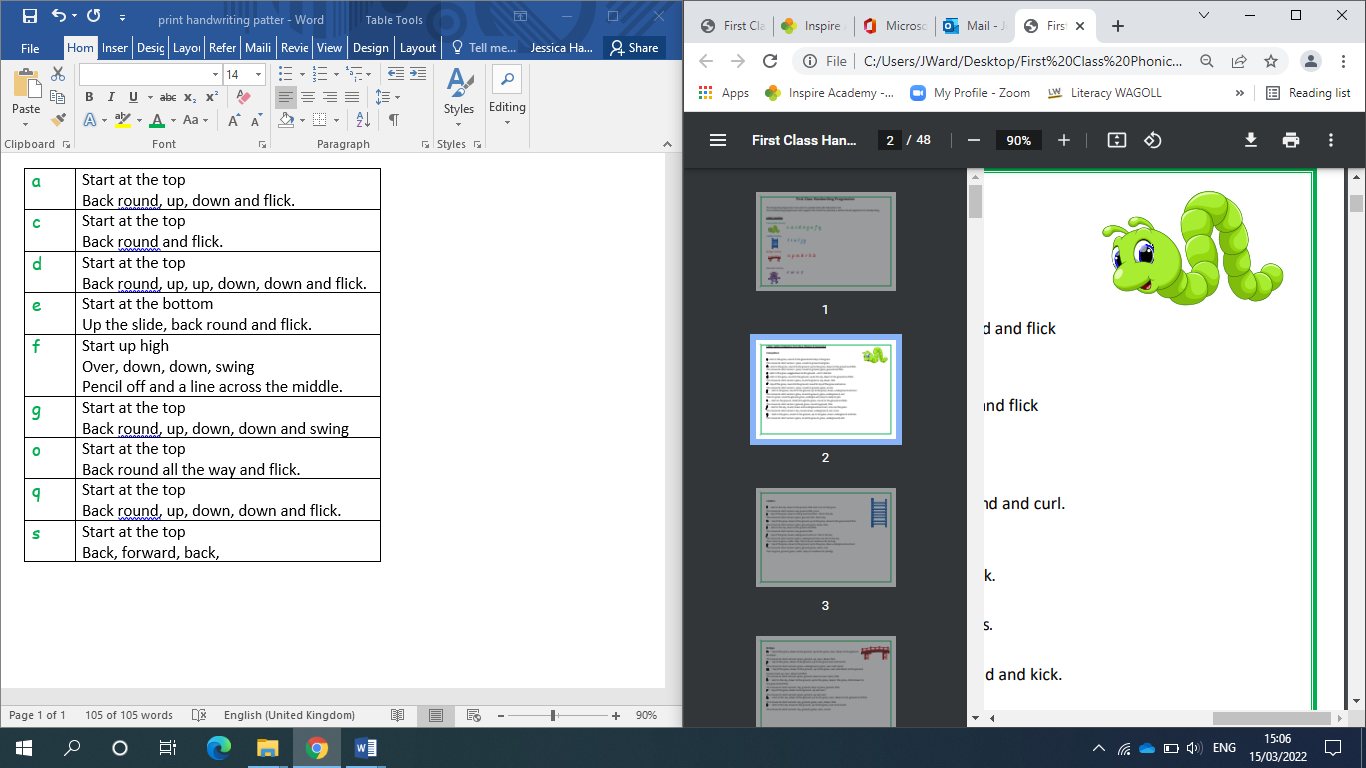 print handwriting patter - Word
Table Tools
File
Hom
Inser
Desig
Layou
Refer
Maili
Revie
View
Design
Layout
Tell me...
Jessica Ha...
Share
14
Paste
B I U abc x₂ x²
Aa
A A
Styles
Editing
Clipboard
Font
Paragraph
Styles
a
Start at the top
Back round, up, down and flick.
c
Start at the top
Back round and flick.
d
Start at the top
Back round, up, up, down, down and flick.
e
Start at the bottom
Up the slide, back round and flick.
f
Start up high
Over down, down, swing
Jump off and a line across the middle.
g
Start at the top
Back round, up, down, down and swing
o
Start at the top
Back round all the way and flick.
q
Start at the top
Back round, up, down, down and flick.
s
Start at the top
Back, forward, back,
Page 1 of 1
105 of 105 words
English (United Kingdom)
90%
First Cla
Inspire A
Microso
Mail - J
First
File
C:/Users/JWard/Desktop/First%20Class%20Phonic...
Apps
Inspire Academy -...
My Profile - Zoom
LW
Literacy WAGOLL
»
Reading list
First Class Han...
2 / 48
90%
1
2
3
d and flick
nd flick
nd and curl.
k.
s.
d and kick.
ENG
15:06
15/03/2022